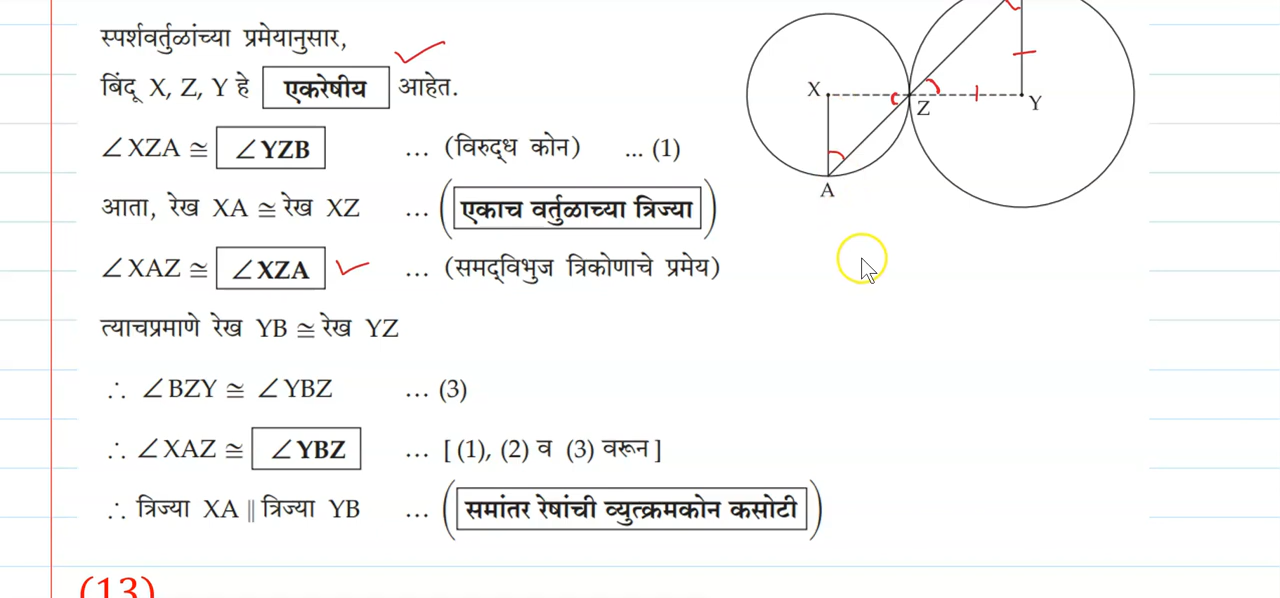 स्पर्शवर्तुळांच्या प्रमेयानुसार,
बिंदू X, Z, Y हे एकरेषीय आहेत.
∠XZA ≅ ∠YZB ... (विरुद्ध कोन) ... (1)
आता, रेख XA ≅ रेख XZ ... (एकाच वर्तुळाच्या त्रिज्या)
∠XAZ ≅ ∠XZA ... (समद्विभुज त्रिकोणाचे प्रमेय)
त्याचप्रमाणे रेख YB ≅ रेख YZ
∴ ∠BZY ≅ ∠YBZ ... (3)
∴ ∠XAZ ≅ ∠YBZ ... [ (1), (2) व (3) वरून ]
∴ त्रिज्या XA || त्रिज्या YB ... (समांतर रेषांची व्युत्क्रमकोन कसोटी)
(13)
X
Z
Y
A